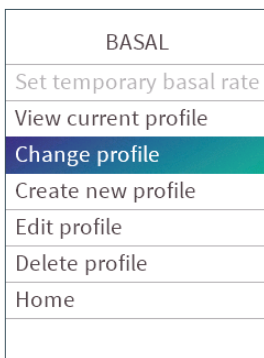 BASAL
Set temporary basal rate
View current profile
Change profile
Create new profile
Edit profile
Delete profile
Home